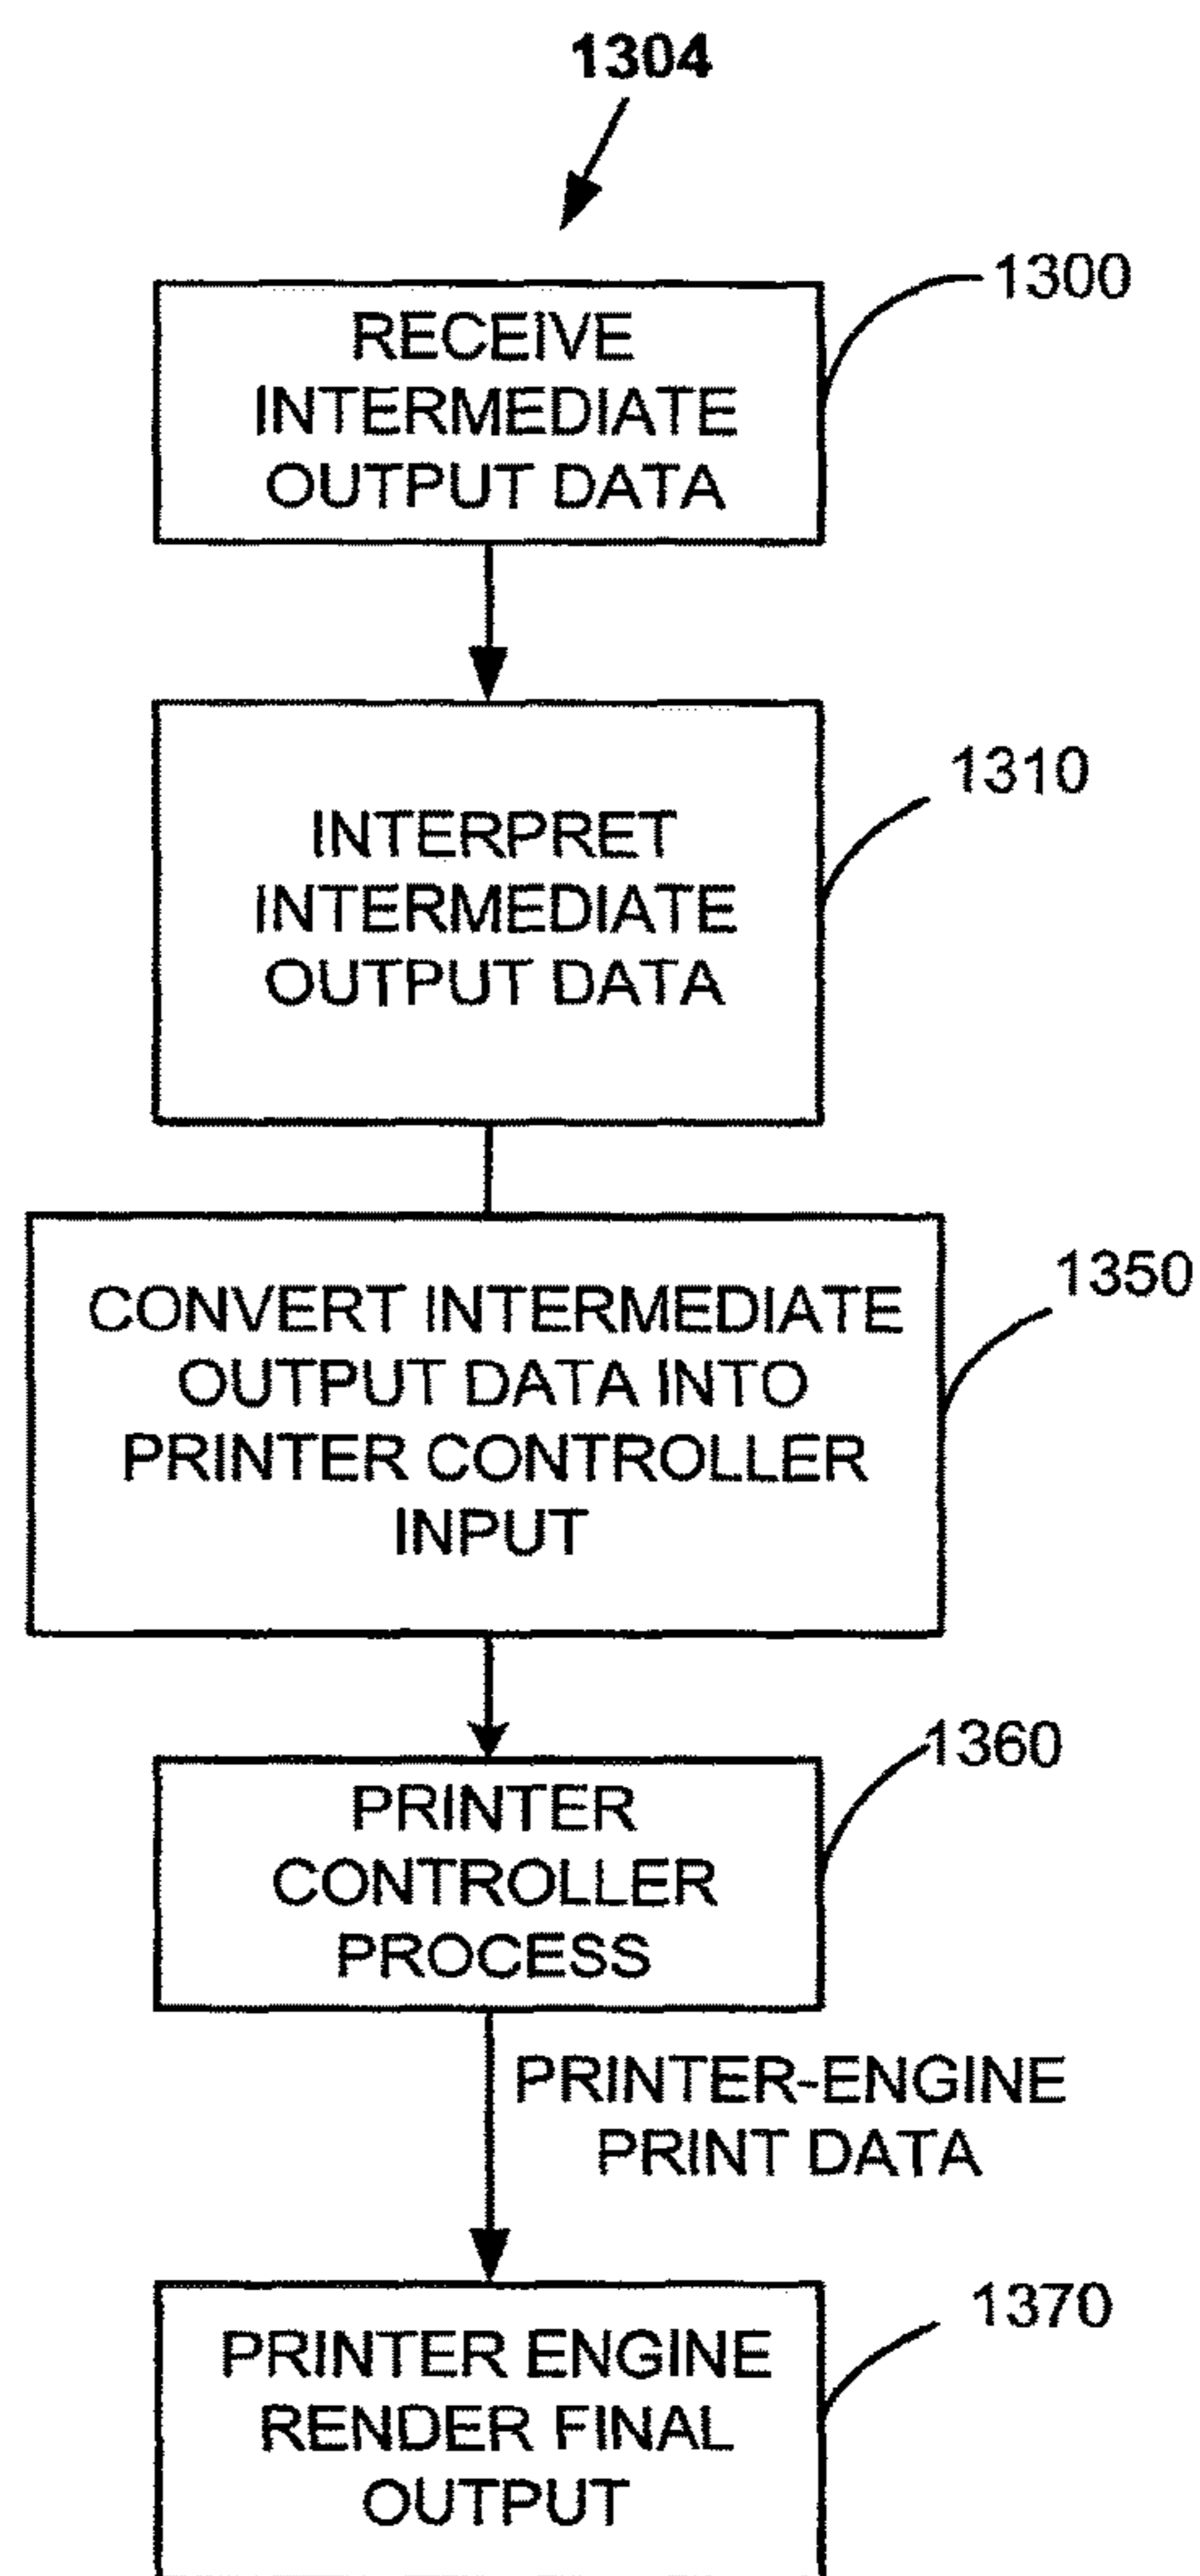 1304
1300
RECEIVE
INTERMEDIATE
OUTPUT DATA
1310
INTERPRET
INTERMEDIATE
OUTPUT DATA
1350
CONVERT INTERMEDIATE
OUTPUT DATA INTO
PRINTER CONTROLLER
INPUT
1360
PRINTER
CONTROLLER
PROCESS
PRINTER-ENGINE
PRINT DATA
1370
PRINTER ENGINE
RENDER FINAL
OUTPUT